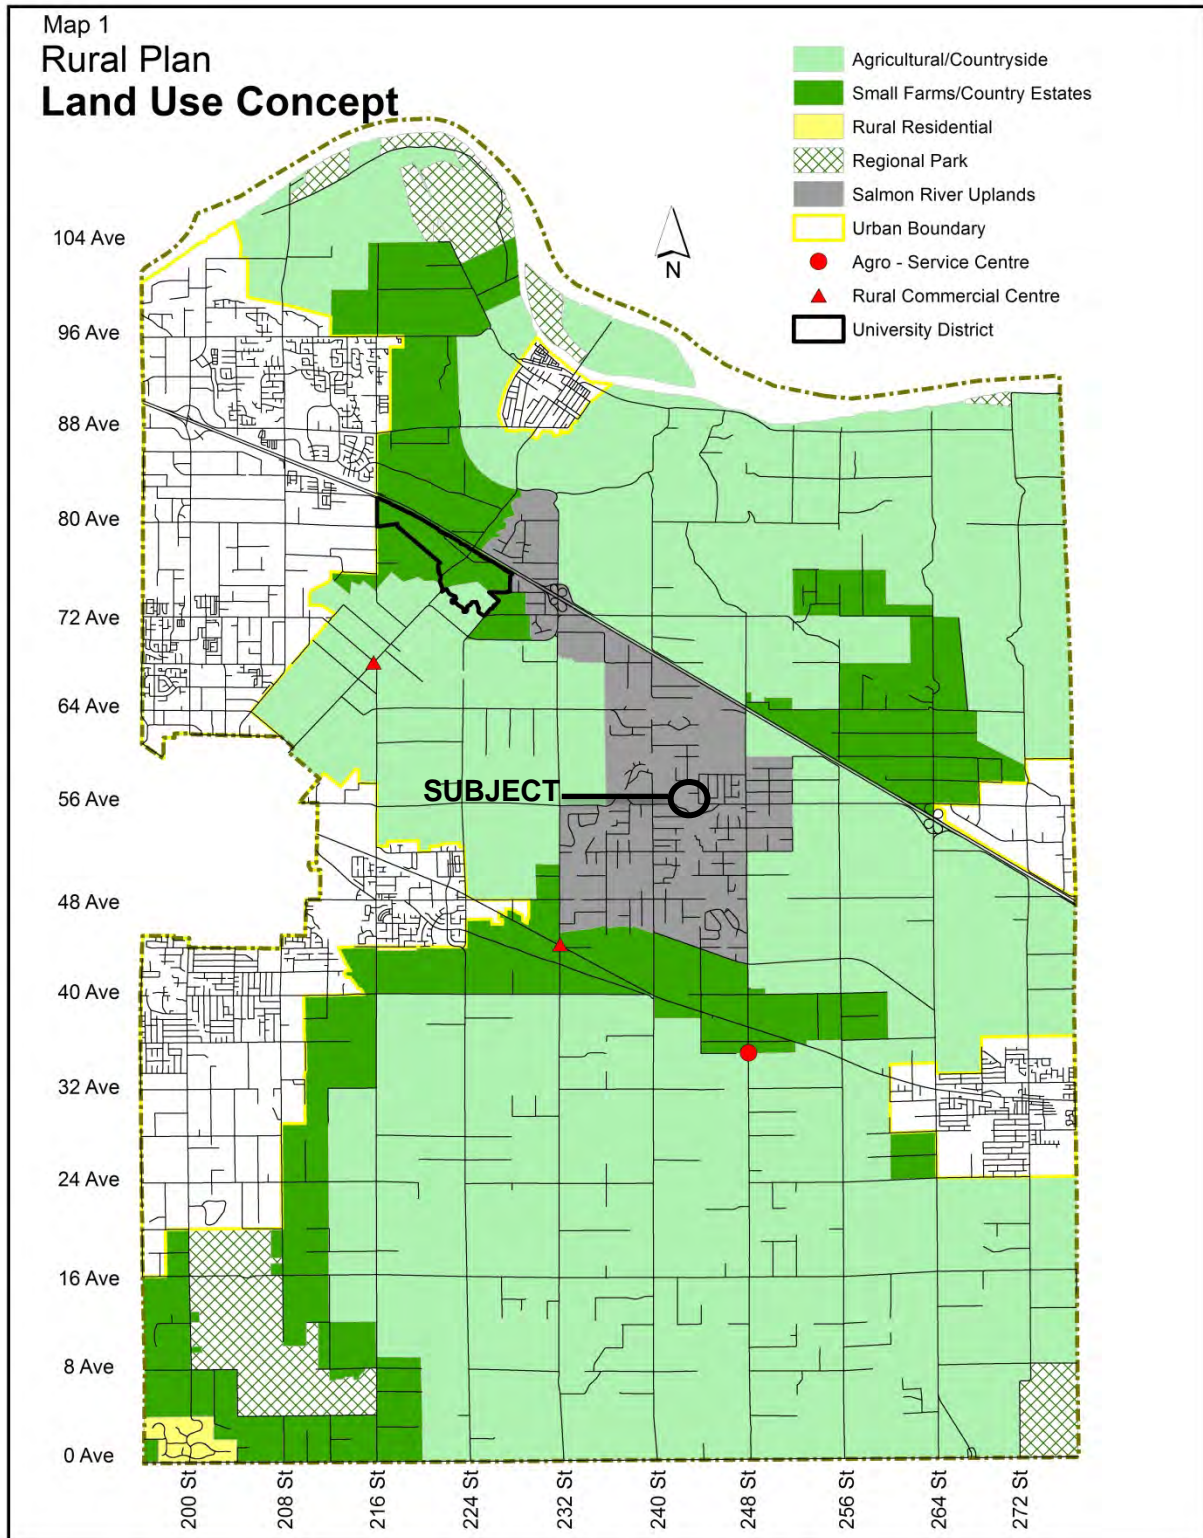 Map 1
Rural Plan
Land Use Concept
Agricultural/Countryside
Small Farms/Country Estates
Rural Residential
Regional Park
Salmon River Uplands
Urban Boundary
Agro - Service Centre
Rural Commercial Centre
University District
N
104 Ave
96 Ave
88 Ave
80 Ave
72 Ave
64 Ave
SUBJECT
56 Ave
48 Ave
40 Ave
32 Ave
24 Ave
16 Ave
8 Ave
0 Ave
200 St
208 St
216 St
224 St
232 St
240 St
248 St
256 St
264 St
272 St